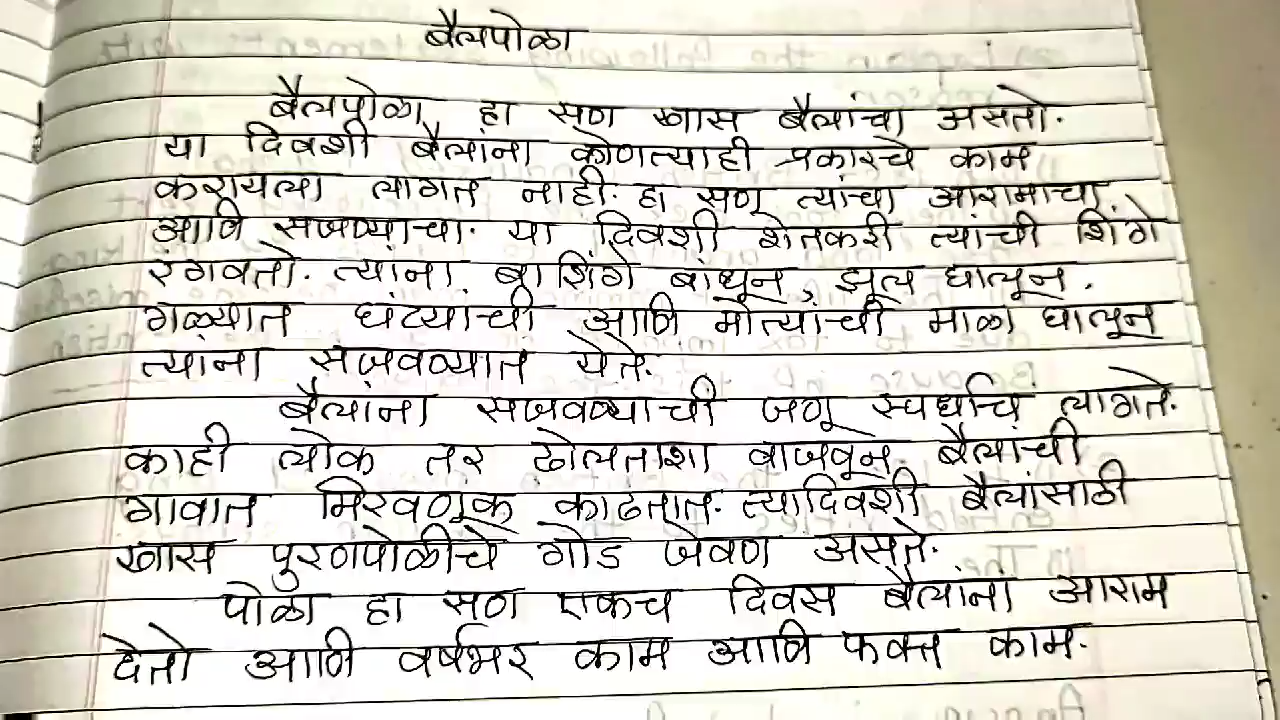 बैलपोळा
बैलपोळा हा सण खास बैलांचा असतो.
या दिवशी बैलांना कोणत्याही प्रकारचे काम
करायला लागत नाही. हा सण त्यांचा आरामाचा
आणि सजण्याचा. या दिवशी शेतकरी त्यांची शिंगे
रंगवतो. त्यांना बाशिंगे बांधून, झूल घालून.
गळ्यात घंट्याची आणि मोत्यांची माळा घालून
त्यांना सजवण्यात येते.
बैलांना सजवण्याची जणू स्पर्धाच लागते.
काही लोक तर ढोलताशा वाजवून बैलांची
गावात मिरवणूक काढतात. त्यादिवशी बैलांसाठी
खास पुरणपोळीचे गोड जेवण असते.
पोळा हा सण एकच दिवस बैलांना आराम
देतो आणि वर्षभर काम आणि फक्त काम.